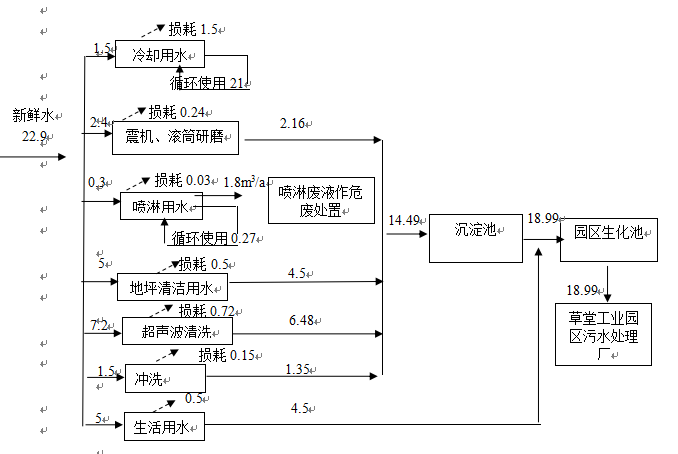 损耗 1.5
1.5
冷却用水
循环使用 21
新鲜水
22.9
损耗 0.24
2.4
震机、滚筒研磨
2.16
损耗 0.03
0.3
1.8m³/a
喷淋用水
喷淋废液作危
废处置
循环使用 0.27
14.49
沉淀池
18.99
园区生化池
损耗 0.5
5
地坪清洁用水
4.5
18.99
损耗 0.72
7.2
超声波清洗
6.48
草堂工业园
区污水处理
厂
损耗 0.15
1.5
冲洗
1.35
0.5
5
生活用水
4.5